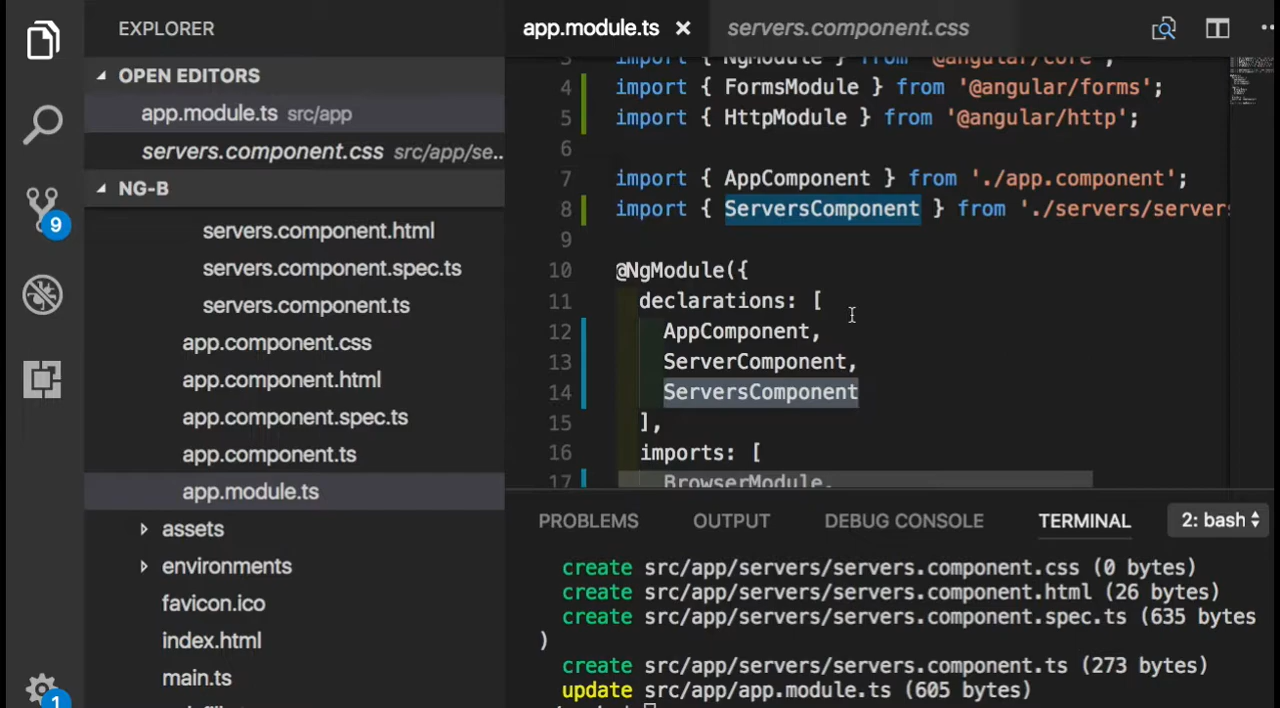 EXPLORER
OPEN EDITORS
app.module.ts src/app
servers.component.css src/app/se...
NG-B
servers.component.html
servers.component.spec.ts
servers.component.ts
app.component.css
app.component.html
app.component.spec.ts
app.component.ts
app.module.ts
assets
environments
favicon.ico
index.html
main.ts
9
1
app.module.ts
servers.component.css
3 import { NgModule } from '@angular/core';
4 import { FormsModule } from '@angular/forms';
5 import { HttpModule } from '@angular/http';
6
7 import { AppComponent } from './app.component';
8 import { ServersComponent } from './servers/servers
9
10 @NgModule({
11 declarations: [
12 AppComponent,
13 ServerComponent,
14 ServersComponent
15 ],
16 imports: [
17 BrowserModule,
PROBLEMS OUTPUT DEBUG CONSOLE TERMINAL 2: bash
create src/app/servers/servers.component.css (0 bytes)
create src/app/servers/servers.component.html (26 bytes)
create src/app/servers/servers.component.spec.ts (635 bytes
)
create src/app/servers/servers.component.ts (273 bytes)
update src/app/app.module.ts (605 bytes)